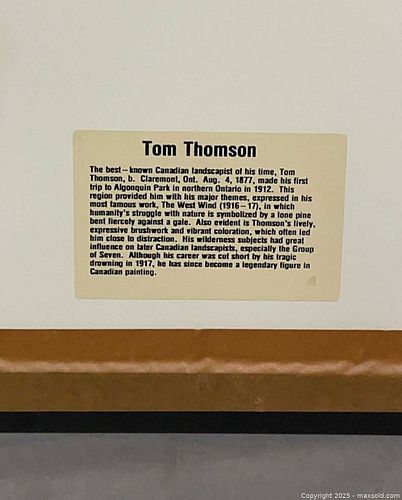 Tom Thomson
The best-known Canadian landscapist of his time, Tom
Thomson, b. Claremont, Ont. Aug. 4, 1877, made his first
trip to Algonquin Park in northern Ontario in 1912. This
region provided him with his major themes, expressed in his
most famous work, The West Wind (1916-17), in which
humanity's struggle with nature is symbolized by a lone pine
bent fiercely against a gale. Also evident is Thomson's lively,
expressive brushwork and vibrant coloration, which often led
him close to distraction. His wilderness subjects had great
influence on later Canadian landscapists, especially the Group
of Seven. Although his career was cut short by his tragic
drowning in 1917, he has since become a legendary figure in
Canadian painting.
Copyright 2025 - maxsold.com